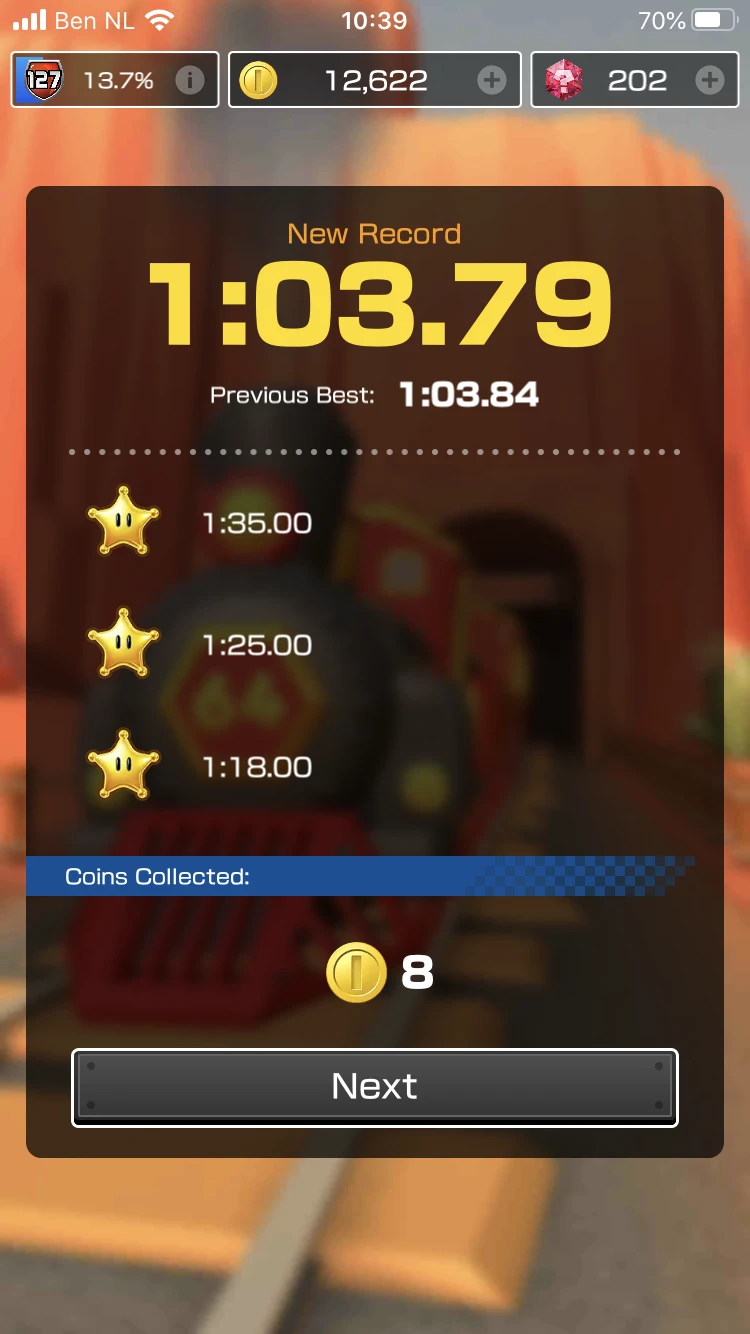 Ben NL 10:39 70%
127 13.7% i 12,622 + 202 +
New Record
1:03.79
Previous Best: 1:03.84
1:35.00
1:25.00
64
1:18.00
Coins Collected:
8
Next